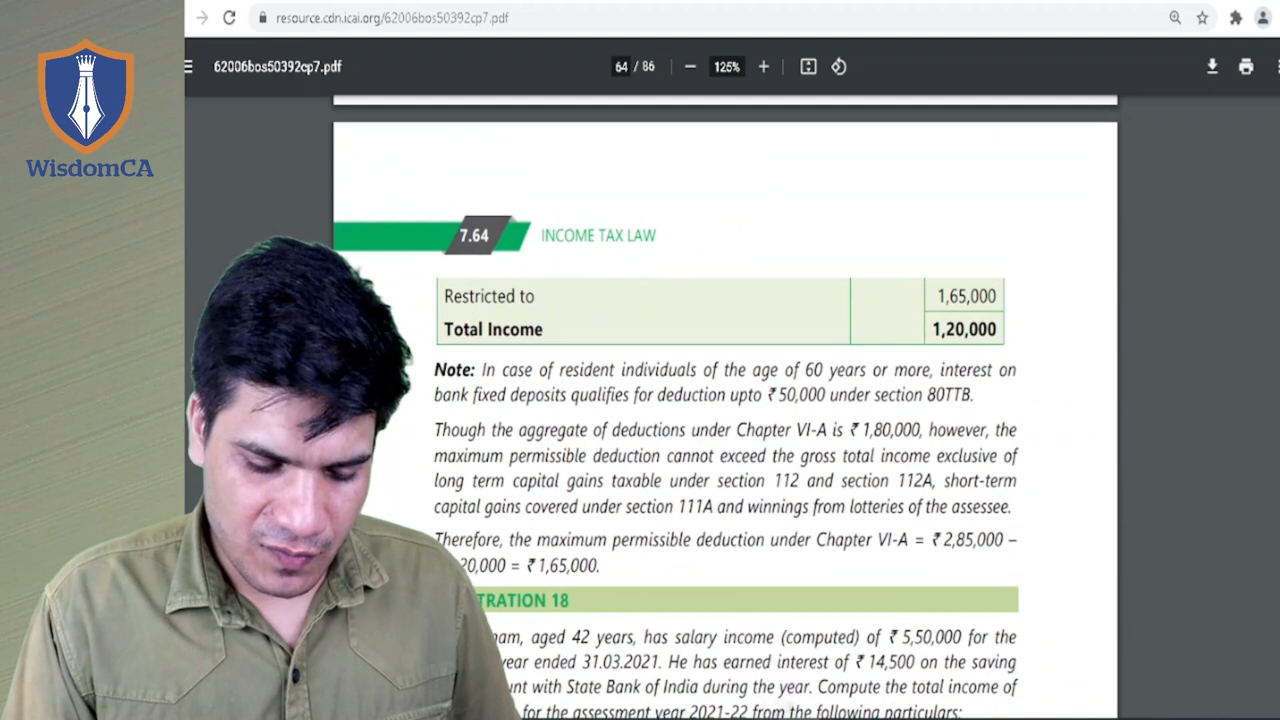 resource.cdn.icai.org/62006bos50392cp7.pdf
62006bos50392cp7.pdf
64 / 86
125%
WisdomCA
7.64 INCOME TAX LAW
Restricted to 1,65,000
Total Income 1,20,000
Note: In case of resident individuals of the age of 60 years or more, interest on
bank fixed deposits qualifies for deduction upto ₹ 50,000 under section 80TTB.
Though the aggregate of deductions under Chapter VI-A is ₹ 1,80,000, however, the
maximum permissible deduction cannot exceed the gross total income exclusive of
long term capital gains taxable under section 112 and section 112A, short-term
capital gains covered under section 111A and winnings from lotteries of the assessee.
Therefore, the maximum permissible deduction under Chapter VI-A = ₹ 2,85,000 –
20,000 = ₹ 1,65,000.
TRATION 18
nam, aged 42 years, has salary income (computed) of ₹ 5,50,000 for the
year ended 31.03.2021. He has earned interest of ₹ 14,500 on the saving
unt with State Bank of India during the year. Compute the total income of
for the assessment year 2021-22 from the following particulars: